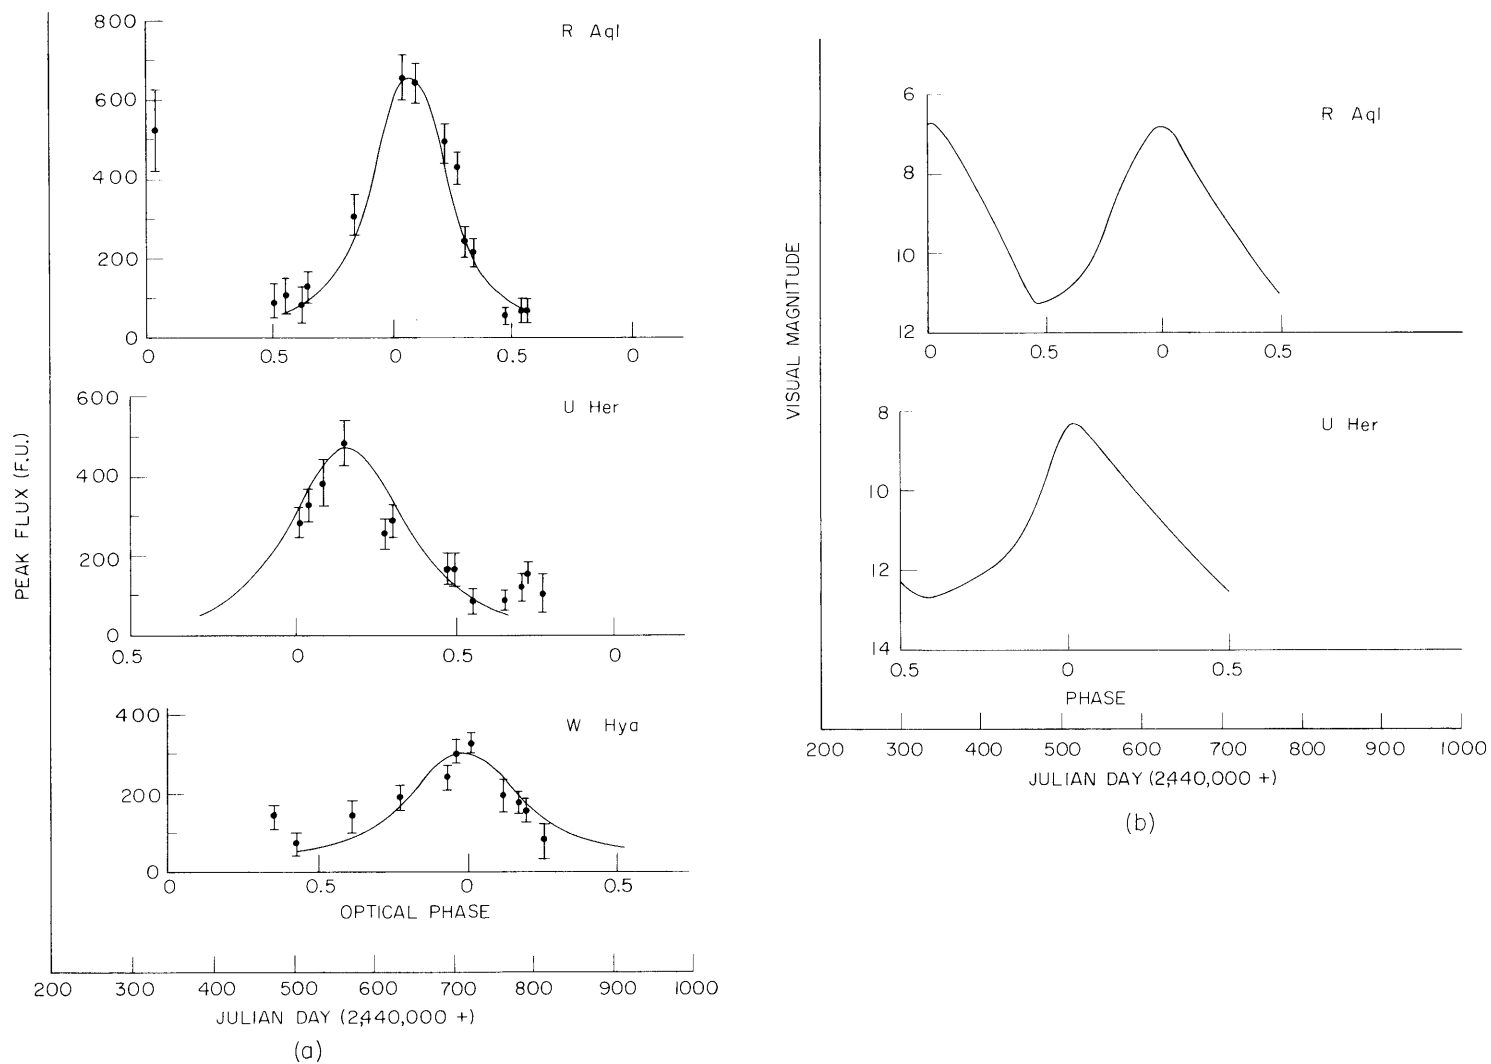 800
R Aql
600
400
200
0
0 0.5 0 0.5 0
600
U Her
400
200
0
0.5 0 0.5 0
PEAK FLUX (F.U.)
400
W Hya
200
0
0 0.5 0 0.5
OPTICAL PHASE
200 300 400 500 600 700 800 900 1000
JULIAN DAY (2,440,000 +)
(a)
6
R Aql
8
10
12
0 0.5 0 0.5
VISUAL MAGNITUDE
8
U Her
10
12
14
0.5 0 0.5
PHASE
200 300 400 500 600 700 800 900 1000
JULIAN DAY (2,440,000 +)
(b)